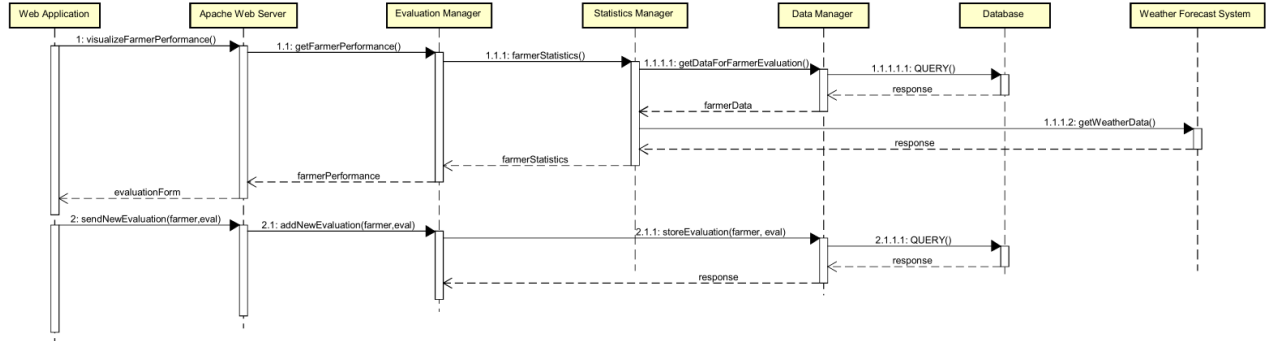 Web Application
Apache Web Server
Evaluation Manager
Statistics Manager
Data Manager
Database
Weather Forecast System
1: visualizeFarmerPerformance()
1.1: getFarmerPerformance()
1.1.1: farmerStatistics()
1.1.1.1: getDataForFarmerEvaluation()
1.1.1.1.1: QUERY()
response
farmerData
1.1.1.2: getWeatherData()
response
farmerStatistics
farmerPerformance
evaluationForm
2: sendNewEvaluation(farmer,eval)
2.1: addNewEvaluation(farmer,eval)
2.1.1: storeEvaluation(farmer, eval)
2.1.1.1: QUERY()
response
response